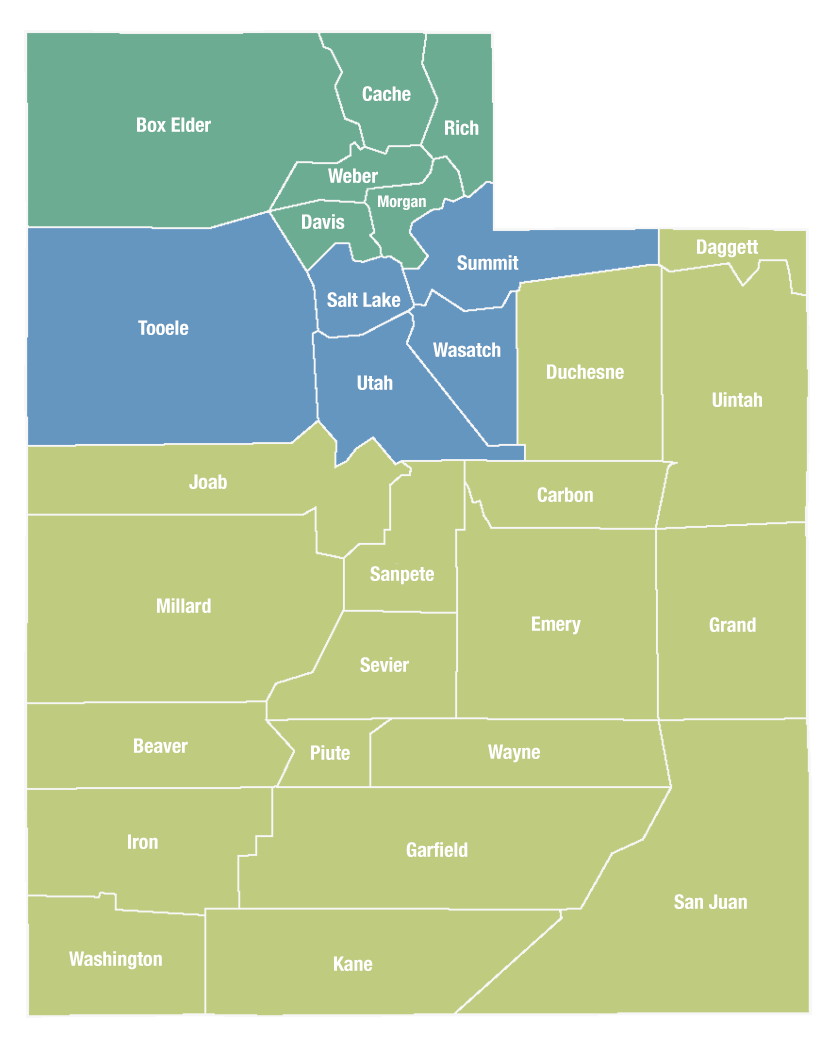 Cache
Box Elder
Rich
Weber
Morgan
Davis
Daggett
Summit
Salt Lake
Tooele
Wasatch
Duchesne
Utah
Uintah
Joab
Carbon
Sanpete
Millard
Emery
Grand
Sevier
Beaver
Piute
Wayne
Iron
Garfield
San Juan
Washington
Kane